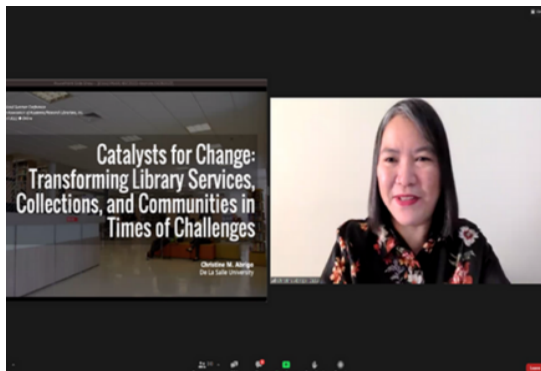 Catalysts for Change:
Transforming Library Services,
Collections, and Communities in
Times of Challenges
Christine M. Abrigo
De La Salle University